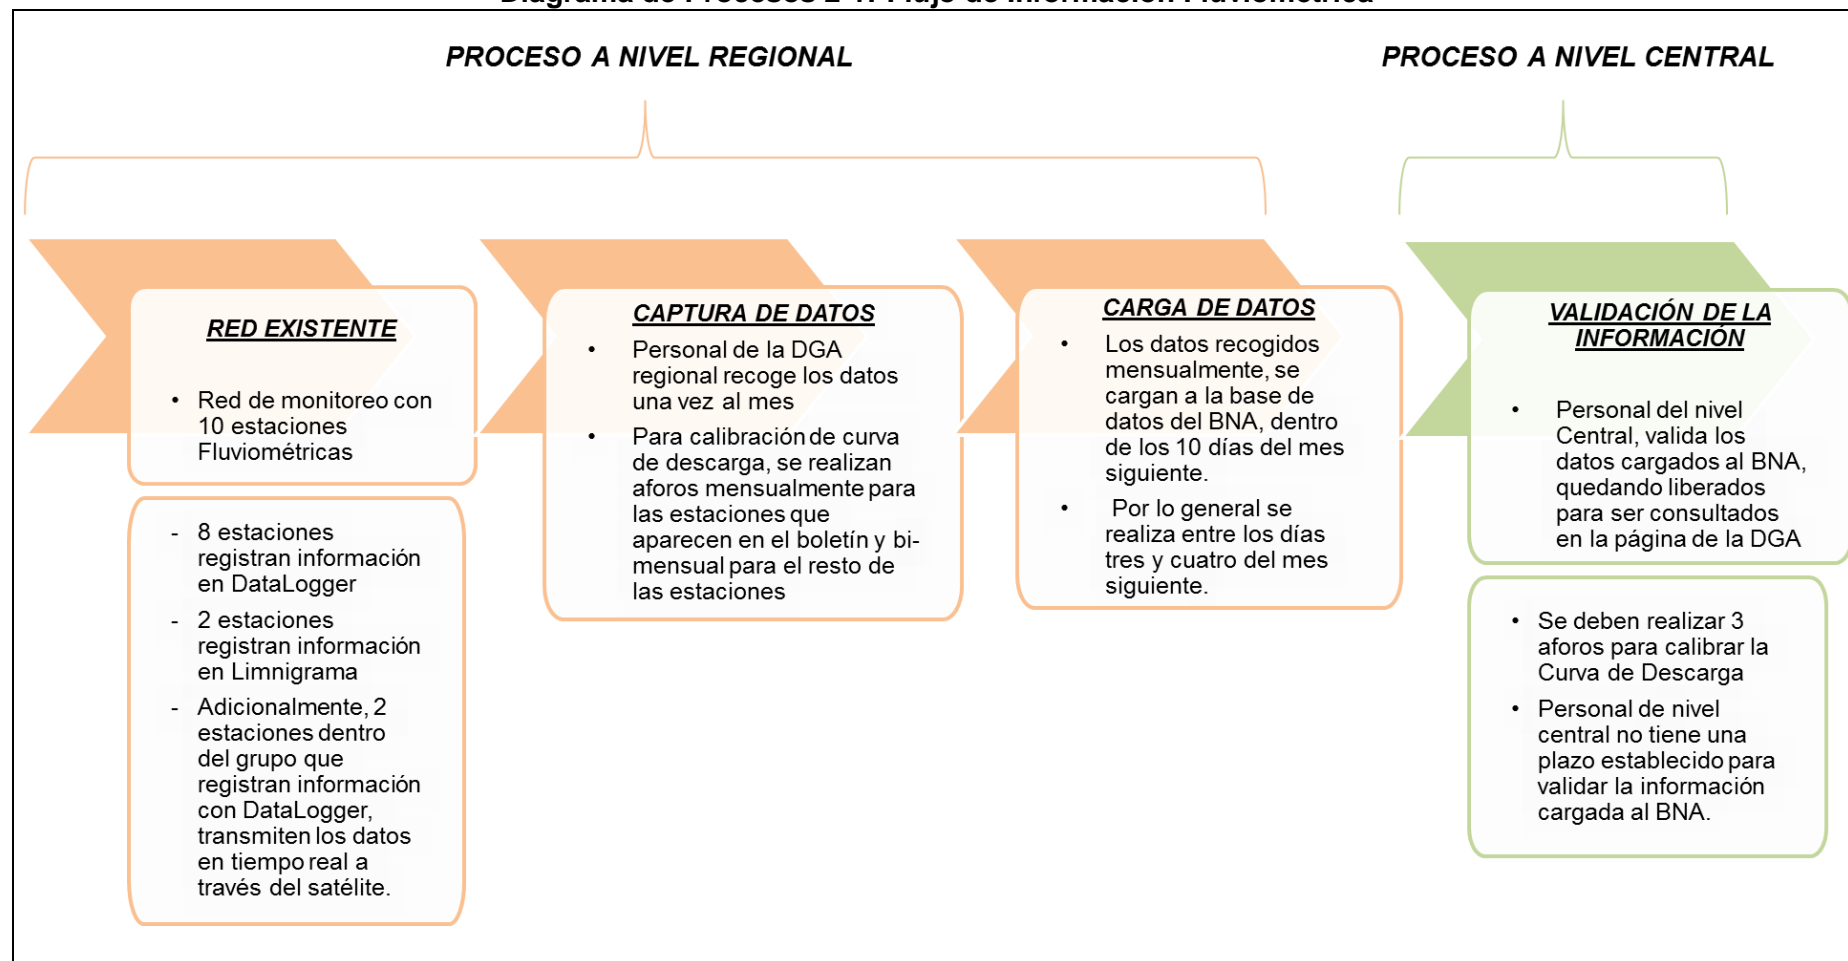 Diagrama de Procesos 2-1: Flujo de Información Fluviométrica
PROCESO A NIVEL REGIONAL
PROCESO A NIVEL CENTRAL
RED EXISTENTE
• Red de monitoreo con
10 estaciones
Fluviométricas
- 8 estaciones
registran información
en DataLogger
- 2 estaciones
registran información
en Limnigrama
- Adicionalmente, 2
estaciones dentro
del grupo que
registran información
con DataLogger,
transmiten los datos
en tiempo real a
través del satélite.
CAPTURA DE DATOS
• Personal de la DGA
regional recoge los datos
una vez al mes
• Para calibración de curva
de descarga, se realizan
aforos mensualmente para
las estaciones que
aparecen en el boletín y bi-
mensual para el resto de
las estaciones
CARGA DE DATOS
• Los datos recogidos
mensualmente, se
cargan a la base de
datos del BNA, dentro
de los 10 días del mes
siguiente.
• Por lo general se
realiza entre los días
tres y cuatro del mes
siguiente.
VALIDACIÓN DE LA
INFORMACIÓN
• Personal del nivel
Central, valida los
datos cargados al BNA,
quedando liberados
para ser consultados
en la página de la DGA
• Se deben realizar 3
aforos para calibrar la
Curva de Descarga
• Personal de nivel
central no tiene una
plazo establecido para
validar la información
cargada al BNA.